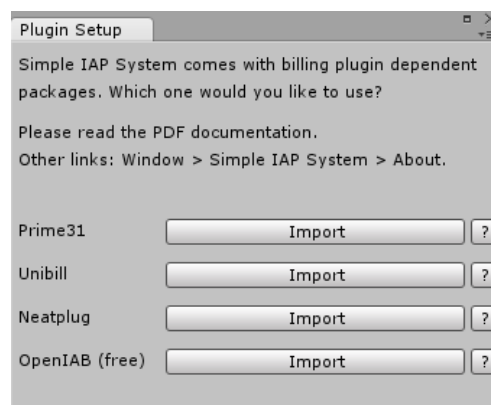 Plugin Setup
Simple IAP System comes with billing plugin dependent
packages. Which one would you like to use?
Please read the PDF documentation.
Other links: Window > Simple IAP System > About.
Prime31 Import ?
Unibill Import ?
Neatplug Import ?
OpenIAB (free) Import ?